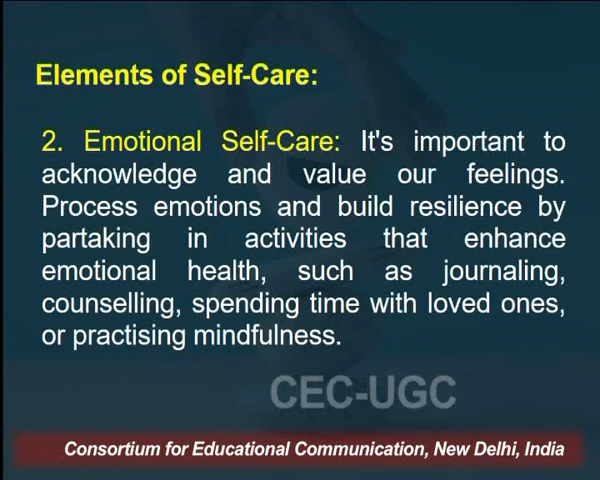 Elements of Self-Care:
2. Emotional Self-Care: It's important to
acknowledge and value our feelings.
Process emotions and build resilience by
partaking in activities that enhance
emotional health, such as journaling,
counselling, spending time with loved ones,
or practising mindfulness.
CEC-UGC
Consortium for Educational Communication, New Delhi, India